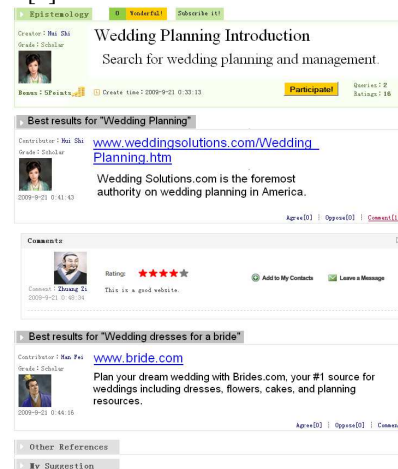 Epistemology 0 Wonderful! Subscribe it!
Creator: Hui Shi
Grade: Scholar
Wedding Planning Introduction
Search for wedding planning and management.
Bonus: 5Points
Create time: 2009-9-21 0:33:13
Participate!
Queries: 2
Ratings: 16
Best results for "Wedding Planning"
Contributor: Hui Shi
Grade: Scholar
2009-9-21 0:41:43
www.weddingsolutions.com/Wedding_
Planning.htm
Wedding Solutions.com is the foremost
authority on wedding planning in America.
Agree[0] | Oppose[0] | Comment[1
Comments
Comment: Zhuang Zi
2009-9-21 0:48:34
Rating:
This is a good website.
Add to My Contacts Leave a Message
Best results for "Wedding dresses for a bride"
Contributor: Han Fei
Grade: Scholar
2009-9-21 0:44:16
www.bride.com
Plan your dream wedding with Brides.com, your #1 source for
weddings including dresses, flowers, cakes, and planning
resources.
Agree[0] | Oppose[0] | Commen
Other References
My Suggestion